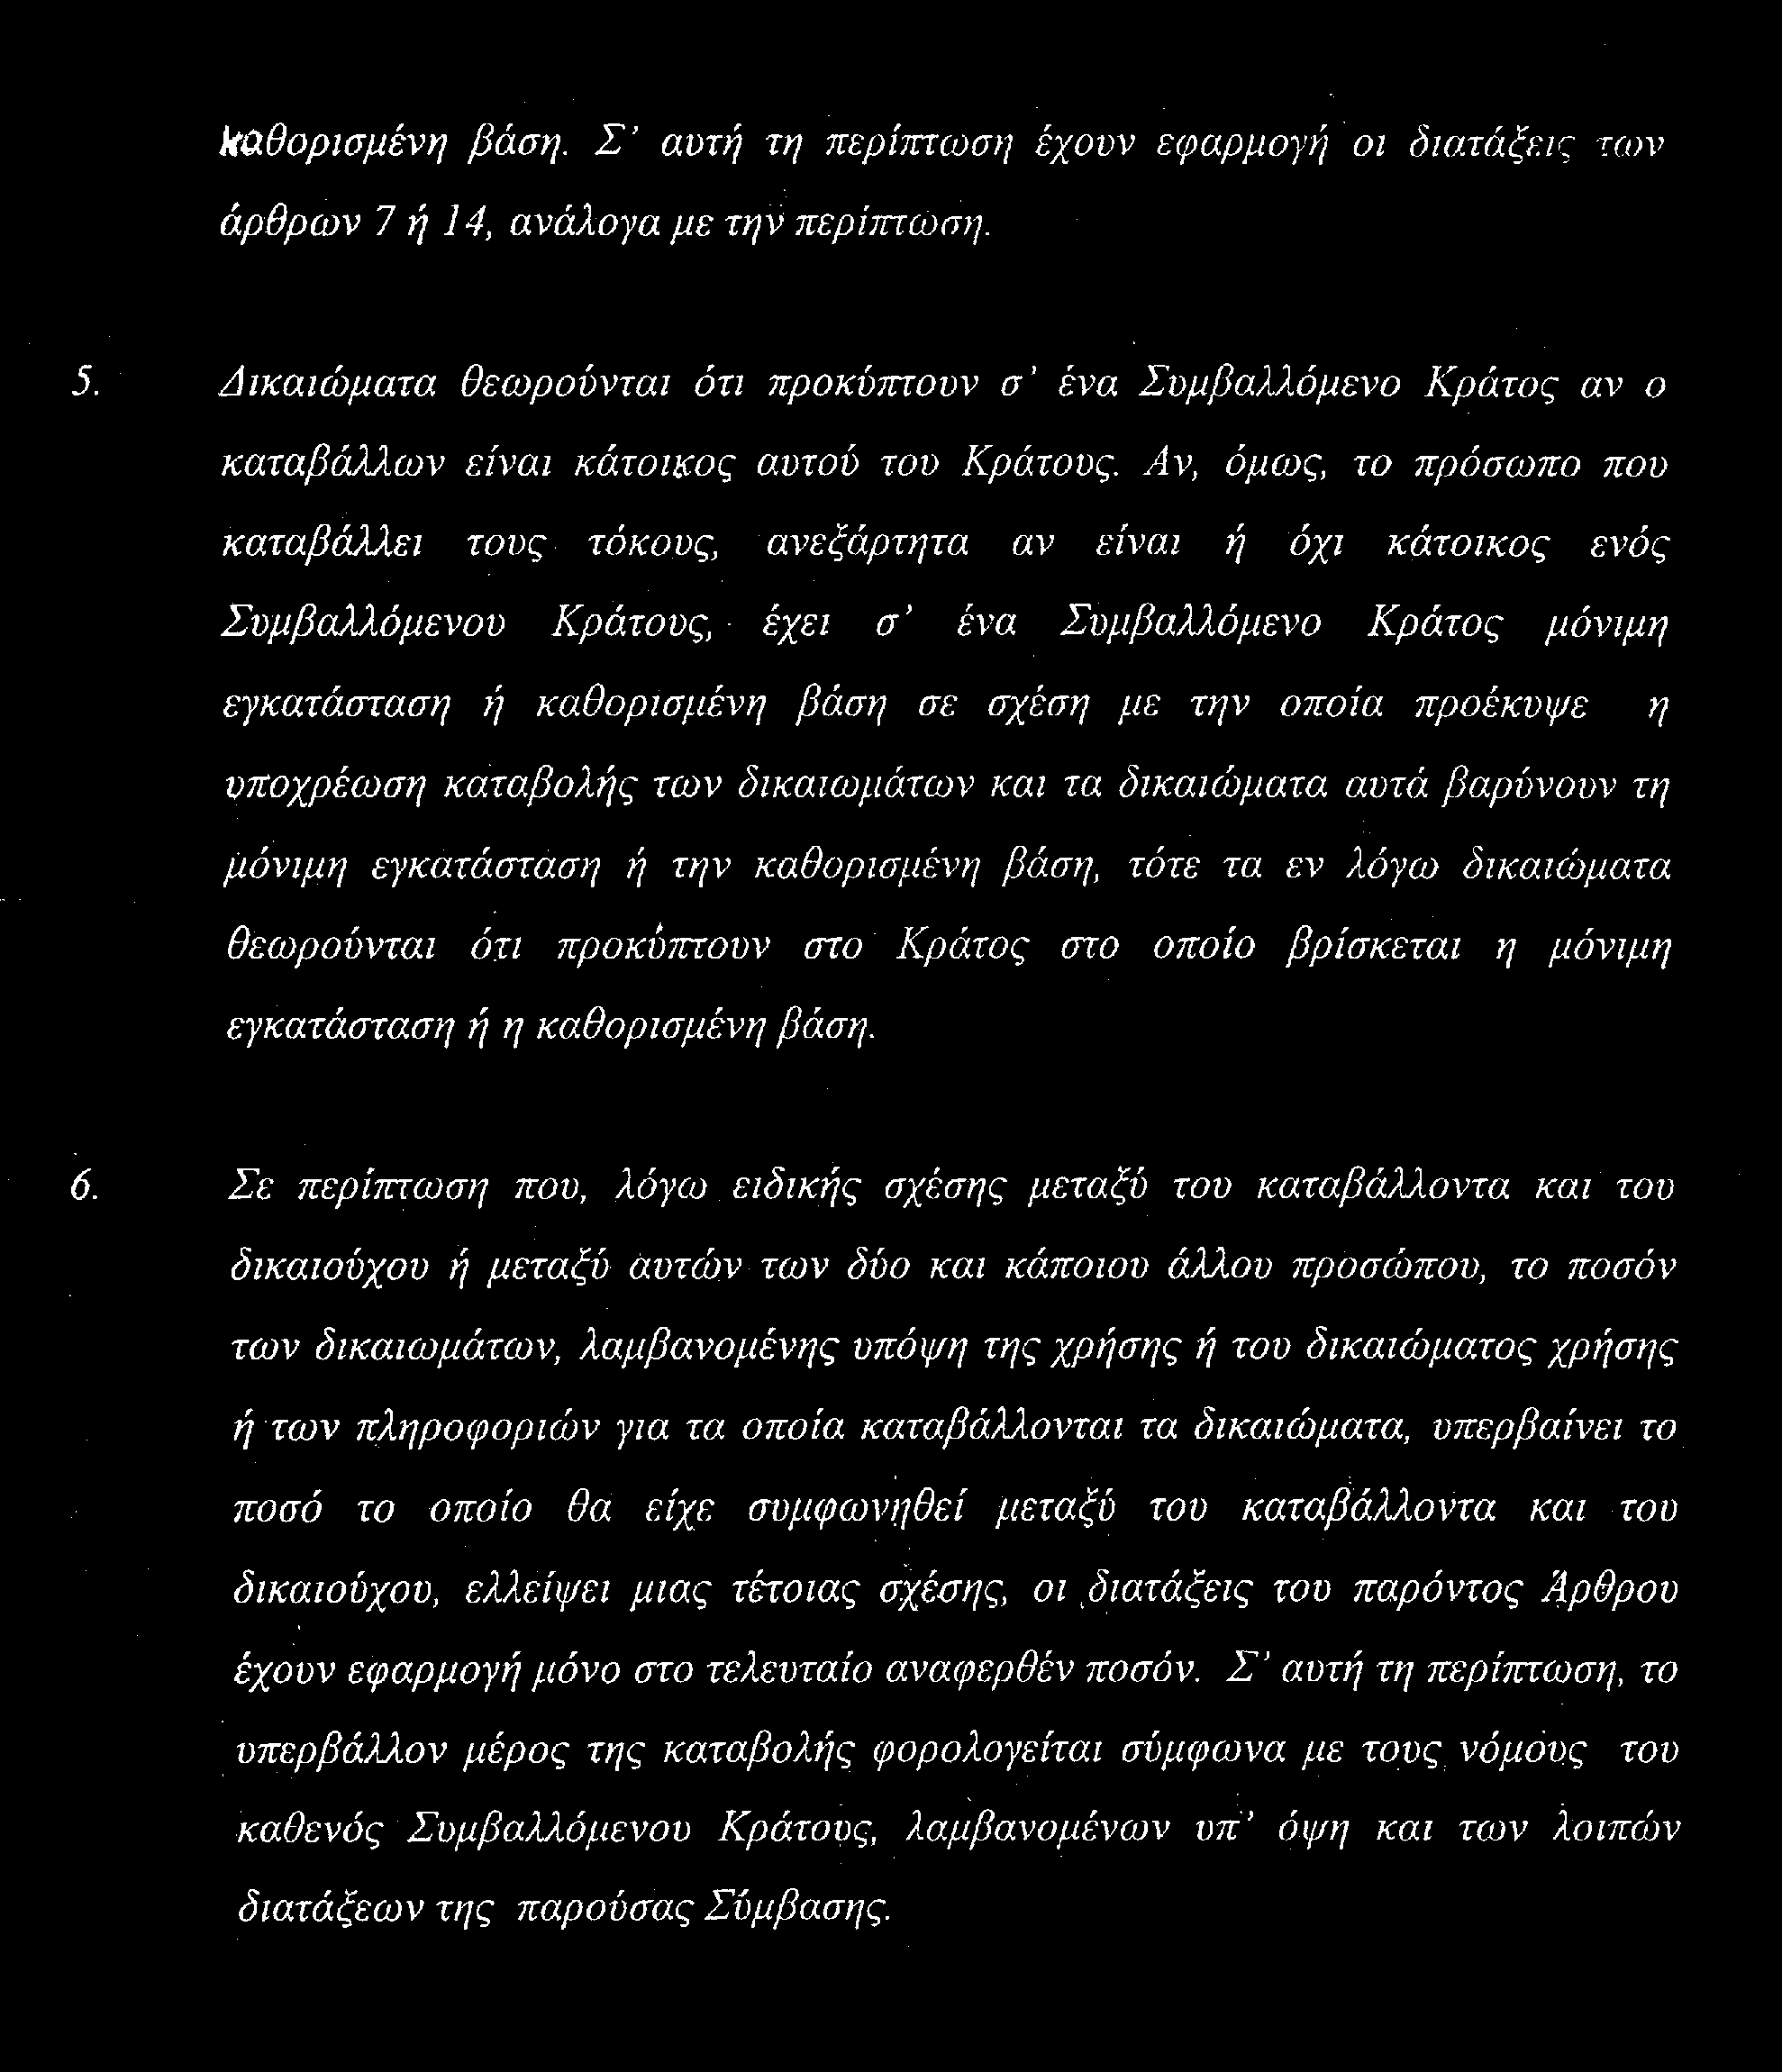 καθορισμένη βάση. Σ’ αυτή τη περίπτωση έχουν εφαρμογή οι διατάξεις των
άρθρων 7 ή 14, ανάλογα με την περίπτωση.
5. Δικαιώματα θεωρούνται ότι προκύπτουν σ’ ένα Συμβαλλόμενο Κράτος αν ο
καταβάλλων είναι κάτοικος αυτού του Κράτους. Αν, όμως, το πρόσωπο που
καταβάλλει τους τόκους, ανεξάρτητα αν είναι ή όχι κάτοικος ενός
Συμβαλλόμενου Κράτους, έχει σ’ ένα Συμβαλλόμενο Κράτος μόνιμη
εγκατάσταση ή καθορισμένη βάση σε σχέση με την οποία προέκυψε η
υποχρέωση καταβολής των δικαιωμάτων και τα δικαιώματα αυτά βαρύνουν τη
μόνιμη εγκατάσταση ή την καθορισμένη βάση, τότε τα εν λόγω δικαιώματα
θεωρούνται ότι προκύπτουν στο Κράτος στο οποίο βρίσκεται η μόνιμη
εγκατάσταση ή η καθορισμένη βάση.
6. Σε περίπτωση που, λόγω ειδικής σχέσης μεταξύ του καταβάλλοντα και του
δικαιούχου ή μεταξύ αυτών των δύο και κάποιου άλλου προσώπου, το ποσόν
των δικαιωμάτων, λαμβανομένης υπόψη της χρήσης ή του δικαιώματος χρήσης
ή των πληροφοριών για τα οποία καταβάλλονται τα δικαιώματα, υπερβαίνει το
ποσό το οποίο θα είχε συμφωνηθεί μεταξύ του καταβάλλοντα και του
δικαιούχου, ελλείψει μιας τέτοιας σχέσης, οι διατάξεις του παρόντος Άρθρου
έχουν εφαρμογή μόνο στο τελευταίο αναφερθέν ποσόν. Σ’ αυτή τη περίπτωση, το
υπερβάλλον μέρος της καταβολής φορολογείται σύμφωνα με τους νόμους του
καθενός Συμβαλλόμενου Κράτους, λαμβανομένων υπ’ όψη και των λοιπών
διατάξεων της παρούσας Σύμβασης.